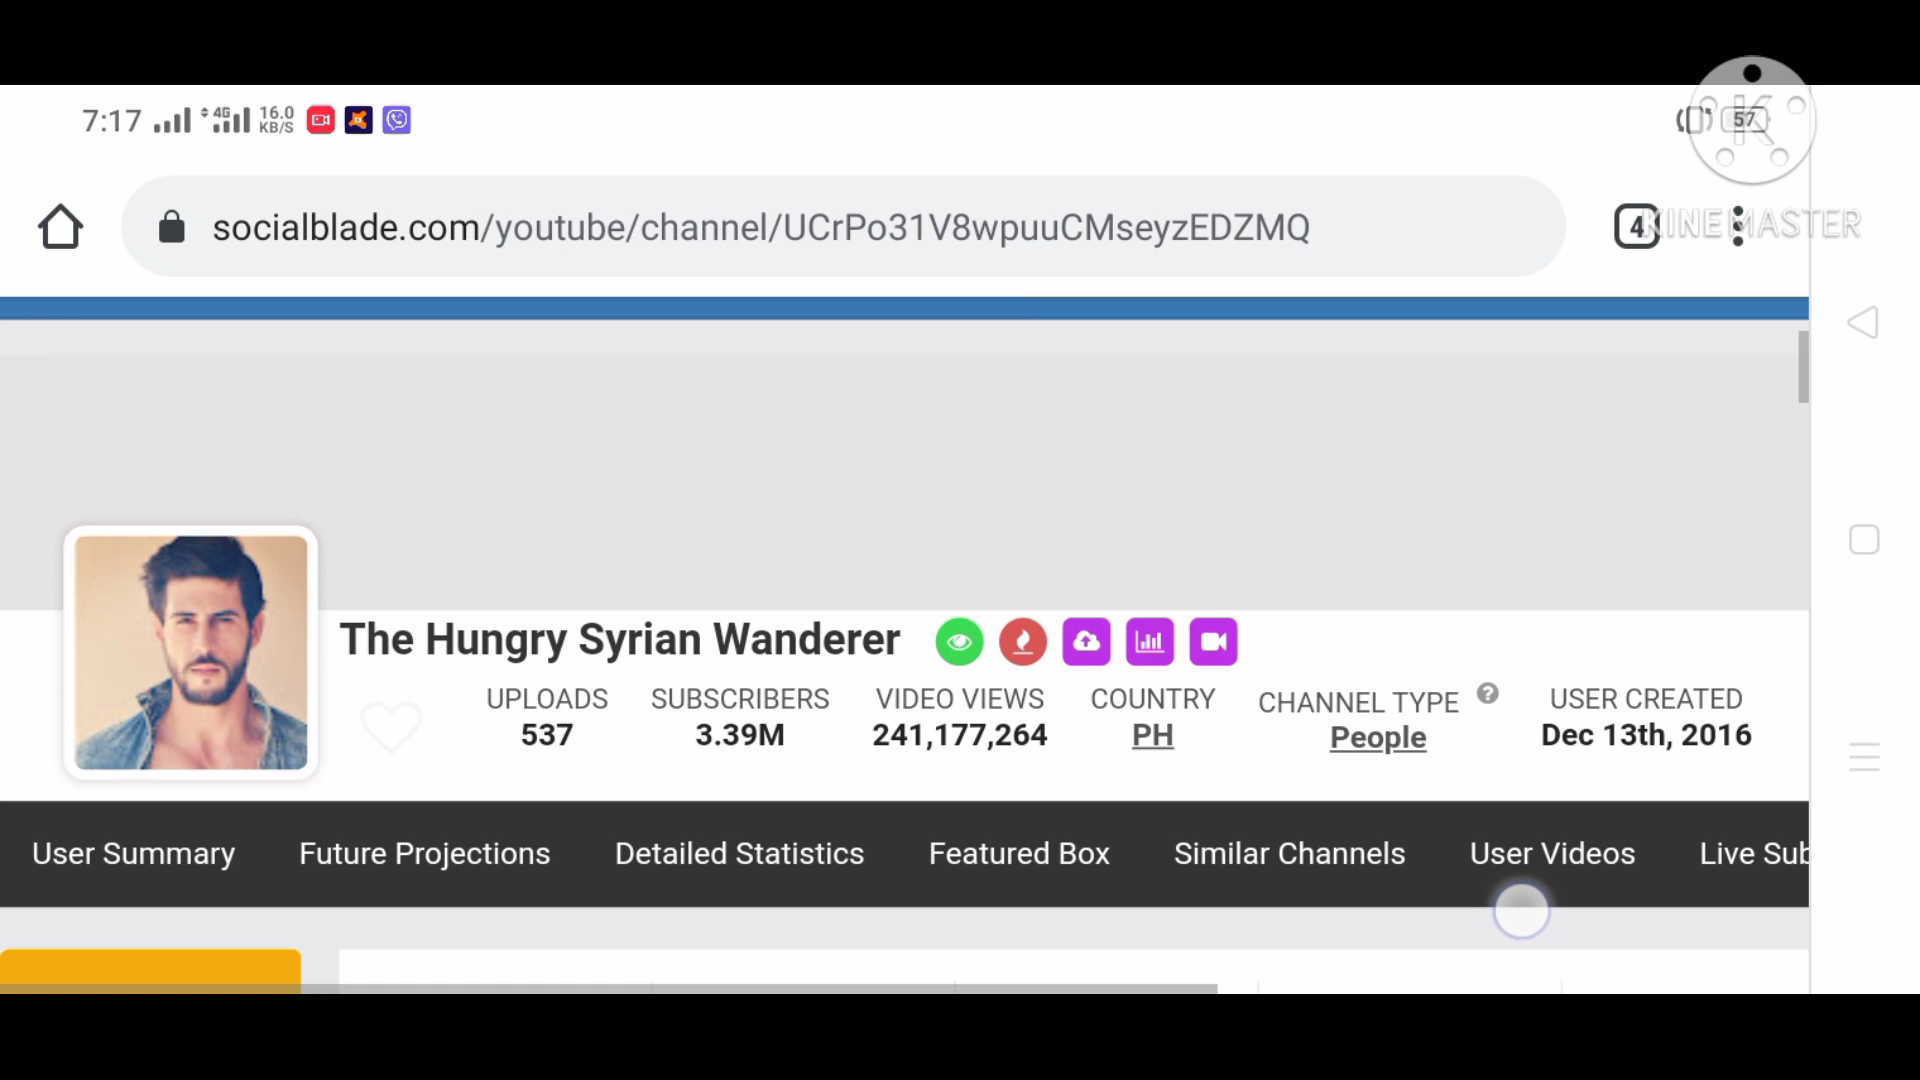 7:17 4G 16.0 KB/S 57
K
socialblade.com/youtube/channel/UCrPo31V8wpuuCMseyzEDZMQ 4
KINEMASTER
The Hungry Syrian Wanderer
UPLOADS SUBSCRIBERS VIDEO VIEWS COUNTRY CHANNEL TYPE ? USER CREATED
537 3.39M 241,177,264 PH People Dec 13th, 2016
User Summary Future Projections Detailed Statistics Featured Box Similar Channels User Videos Live Sub